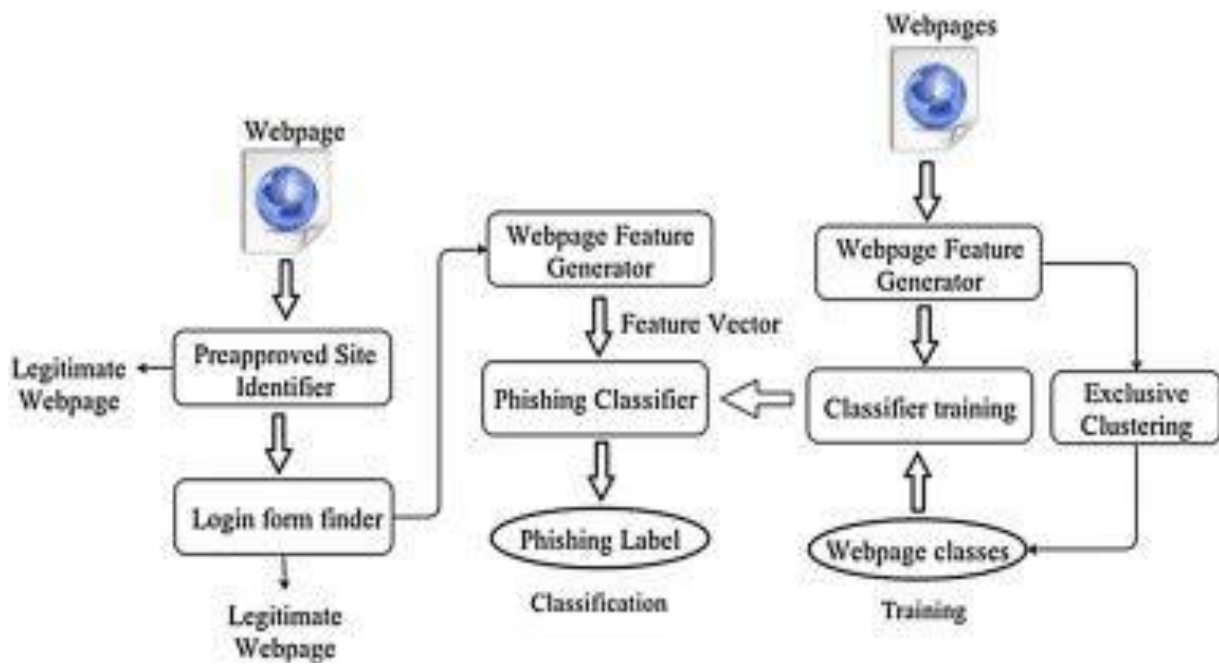 Webpage
Preapproved Site
Identifier
Legitimate
Webpage
Login form finder
Legitimate
Webpage
Webpage Feature
Generator
Feature Vector
Phishing Classifier
Phishing Label
Classification
Webpages
Webpage Feature
Generator
Classifier training
Exclusive
Clustering
Webpage classes
Training